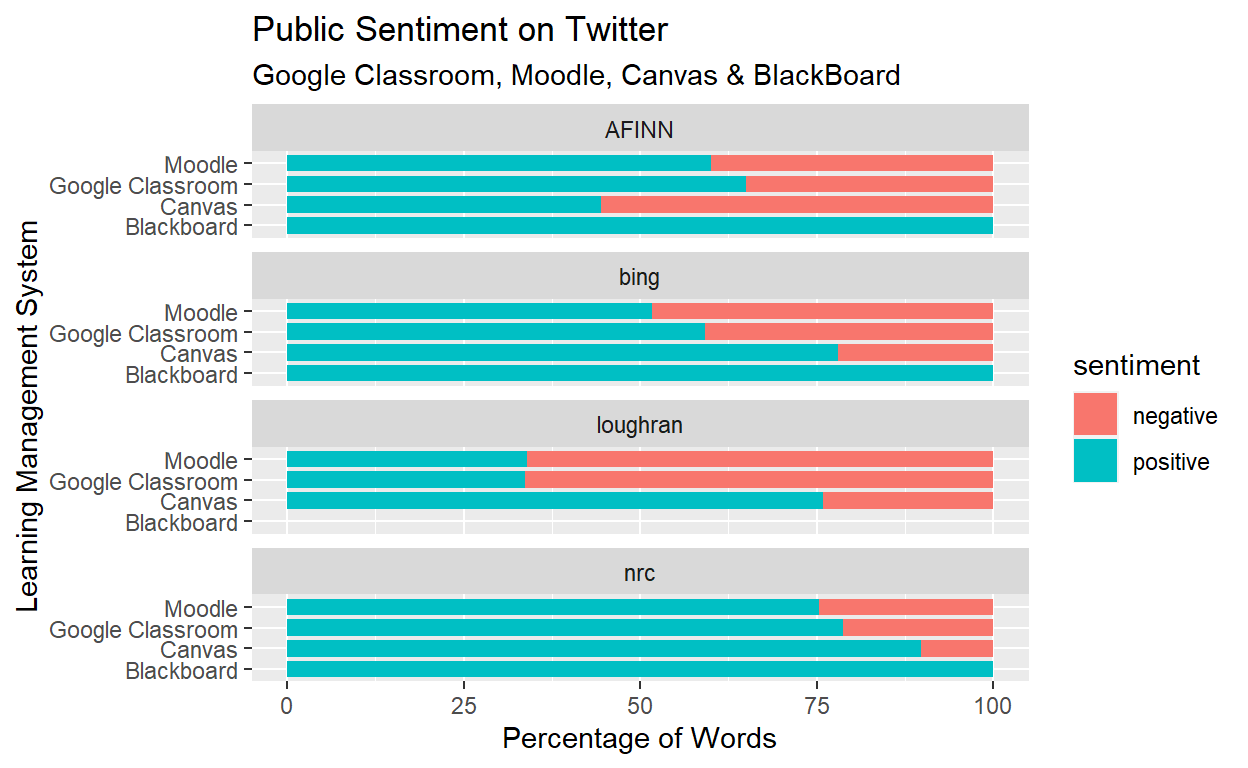 Public Sentiment on Twitter
Google Classroom, Moodle, Canvas & BlackBoard
Learning Management System
AFINN
Moodle
Google Classroom
Canvas
Blackboard
bing
Moodle
Google Classroom
Canvas
Blackboard
loughran
Moodle
Google Classroom
Canvas
Blackboard
nrc
Moodle
Google Classroom
Canvas
Blackboard
0 25 50 75 100
Percentage of Words
sentiment
negative
positive